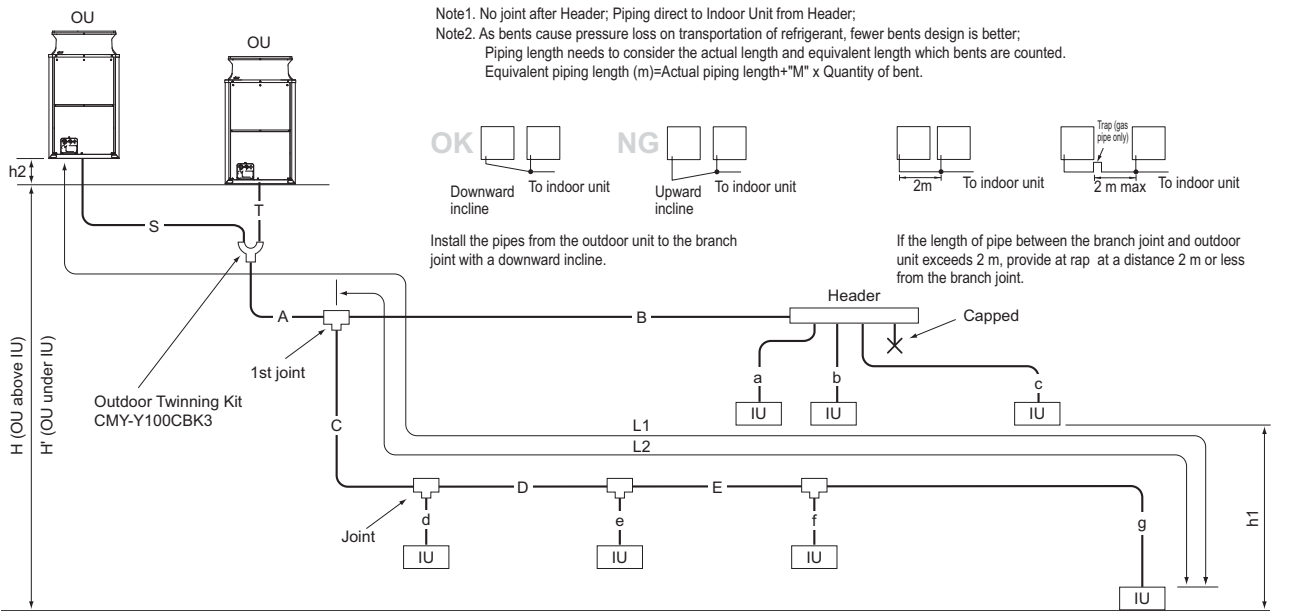 Note1. No joint after Header; Piping direct to Indoor Unit from Header;
Note2. As bents cause pressure loss on transportation of refrigerant, fewer bents design is better;
Piping length needs to consider the actual length and equivalent length which bents are counted.
Equivalent piping length (m)=Actual piping length+"M" x Quantity of bent.
OU
OU
h2
S
T
OK
Downward
incline
To indoor unit
NG
Upward
incline
To indoor unit
2m
To indoor unit
Trap (gas
pipe only)
2 m max
To indoor unit
Install the pipes from the outdoor unit to the branch
joint with a downward incline.
If the length of pipe between the branch joint and outdoor
unit exceeds 2 m, provide at rap at a distance 2 m or less
from the branch joint.
H (OU above IU)
H' (OU under IU)
Outdoor Twinning Kit
CMY-Y100CBK3
A
1st joint
B
Header
Capped
a
b
c
IU
IU
IU
C
L1
L2
h1
Joint
D
E
d
e
f
g
IU
IU
IU
IU